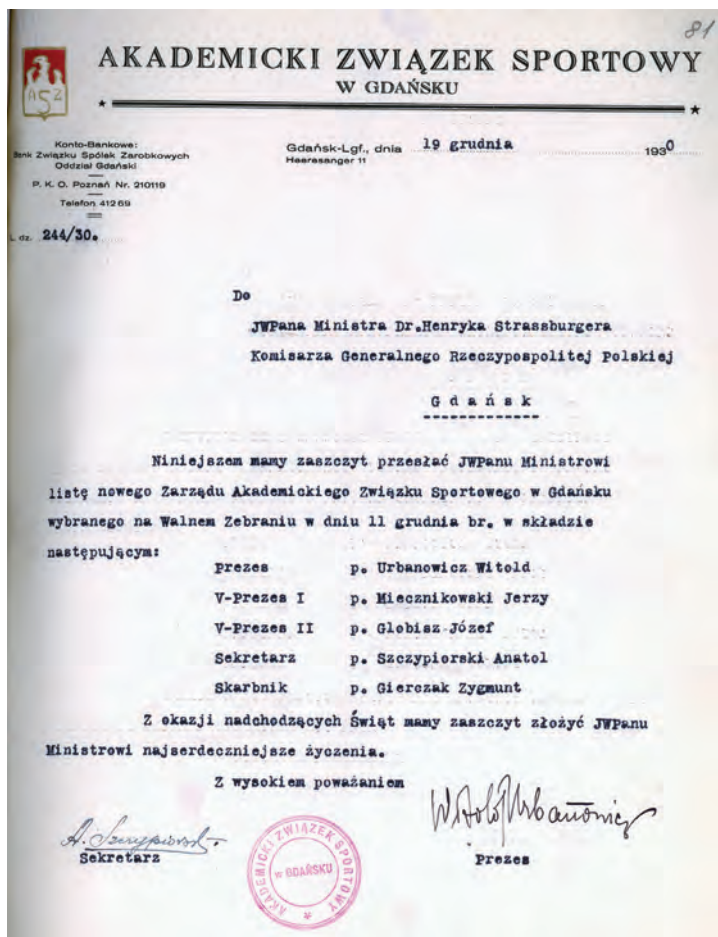 81
AKADEMICKI ZWIĄZEK SPORTOWY
W GDAŃSKU
ASZ
Konto-Bankowe:
Bank Związku Spółek Zarobkowych
Oddział Gdański
P. K. O. Poznań Nr. 210119
Telefon 412 69
L. dz. 244/30.
Gdańsk-Lgf., dnia 19 grudnia 1930
Heeresanger 11
Do
JWPana Ministra Dr.Henryka Strassburgera
Komisarza Generalnego Rzeczypospolitej Polskiej
G d a ń s k
Niniejszem mamy zaszczyt przesłać JWPanu Ministrowi
listę nowego Zarządu Akademickiego Związku Sportowego w Gdańsku
wybranego na Walnem Zebraniu w dniu 11 grudnia br. w składzie
następującym:
Prezes p. Urbanowicz Witold
V-Prezes I p. Miecznikowski Jerzy
V-Prezes II p. Globisz Józef
Sekretarz p. Szczypiorski Anatol
Skarbnik p. Gierczak Zygmunt
Z okazji nadchodzących Świąt mamy zaszczyt złożyć JWPanu
Ministrowi najserdeczniejsze życzenia.
Z wysokiem poważaniem
A. Szczypiorski
Sekretarz
AKADEMICKI ZWIĄZEK SPORTOWY
w GDAŃSKU
Witold Urbanowicz
Prezes